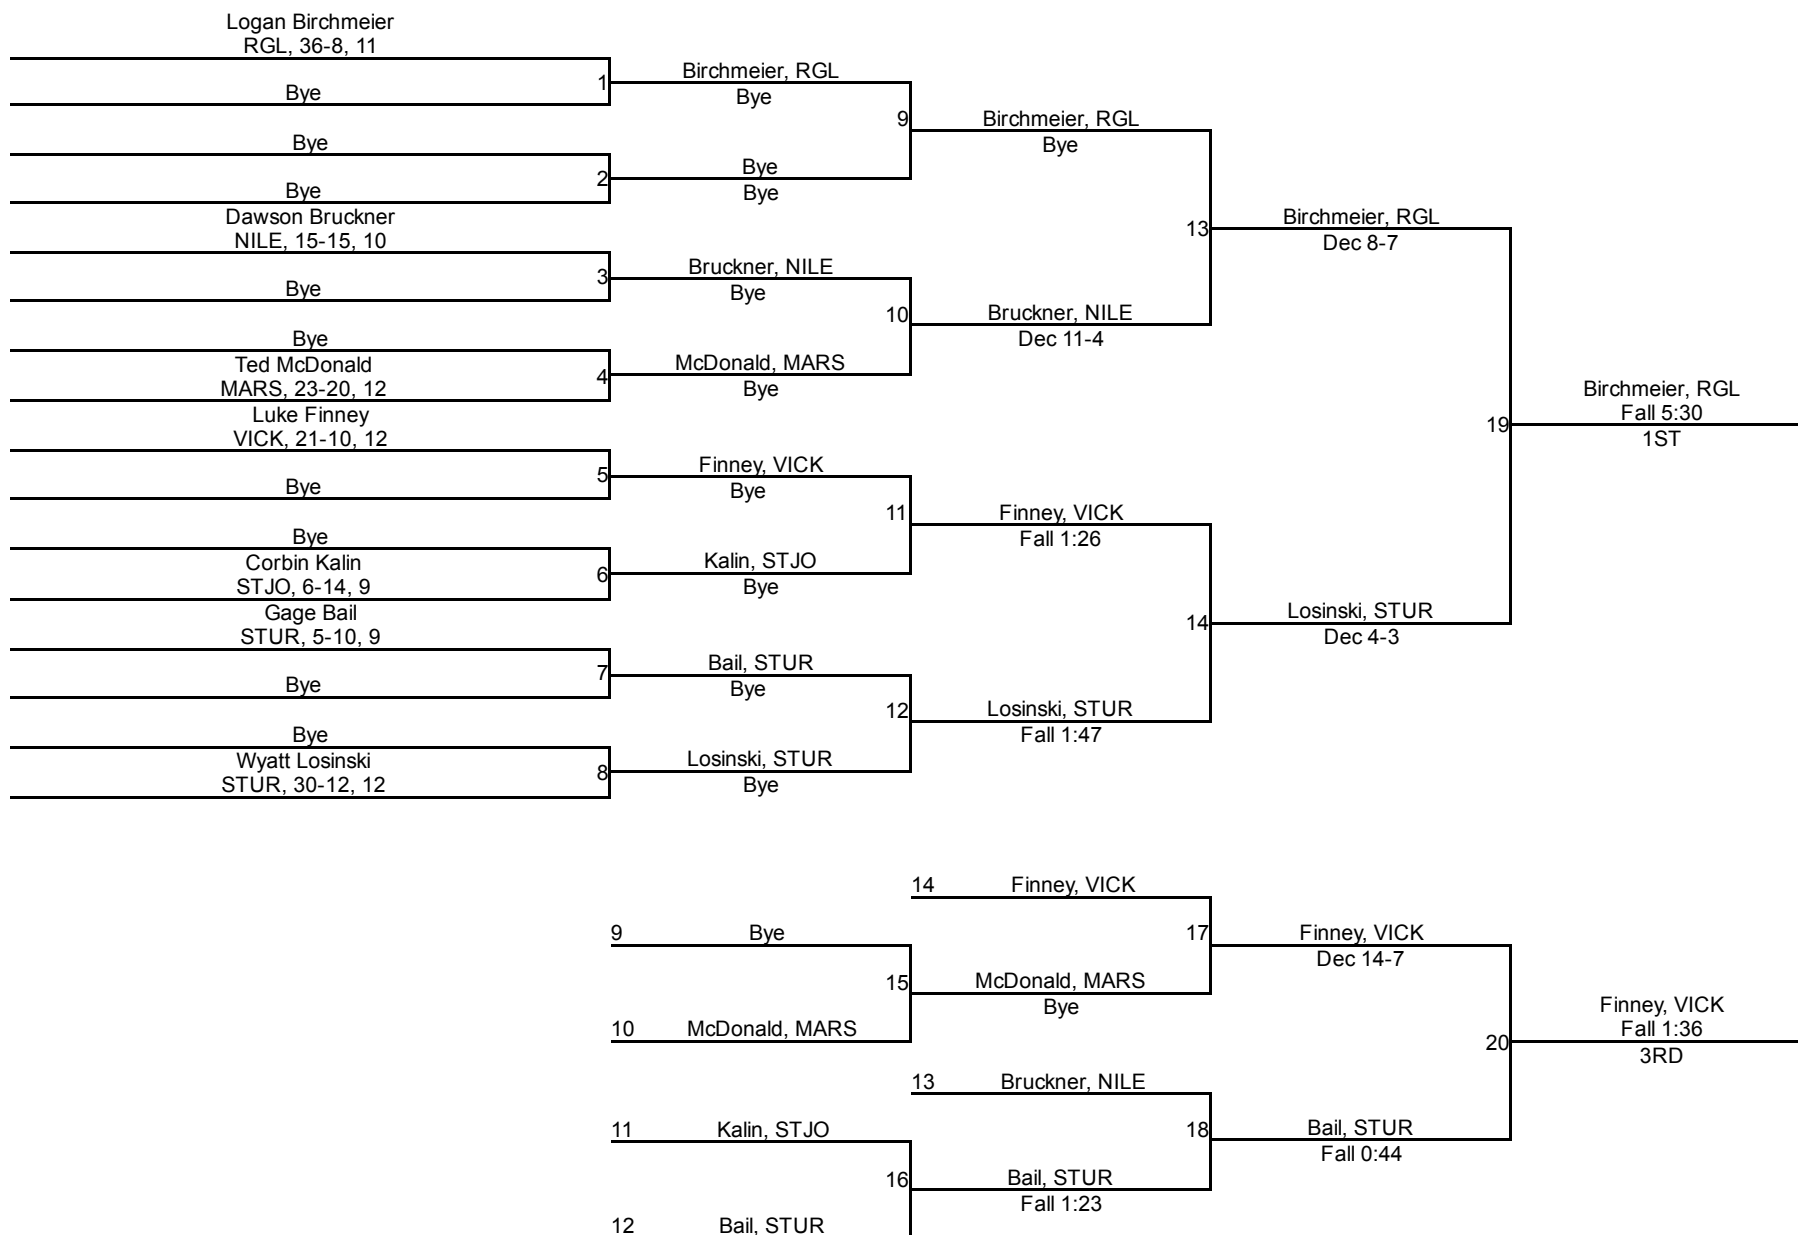 Logan Birchmeier
RGL, 36-8, 11
1
Birchmeier, RGL
Bye
Bye
9
Birchmeier, RGL
Bye
Bye
Bye
2
Bye
Bye
Dawson Bruckner
NILE, 15-15, 10
13
Birchmeier, RGL
Dec 8-7
3
Bruckner, NILE
Bye
Bye
10
Bruckner, NILE
Dec 11-4
Bye
Ted McDonald
MARS, 23-20, 12
4
McDonald, MARS
Bye
Luke Finney
VICK, 21-10, 12
19
Birchmeier, RGL
Fall 5:30
1ST
5
Finney, VICK
Bye
Bye
11
Finney, VICK
Fall 1:26
Bye
Corbin Kalin
STJO, 6-14, 9
6
Kalin, STJO
Bye
Gage Bail
STUR, 5-10, 9
14
Losinski, STUR
Dec 4-3
7
Bail, STUR
Bye
Bye
12
Losinski, STUR
Fall 1:47
Bye
Wyatt Losinski
STUR, 30-12, 12
8
Losinski, STUR
Bye
14 Finney, VICK
9 Bye
17
Finney, VICK
Dec 14-7
15
McDonald, MARS
Bye
10 McDonald, MARS
20
Finney, VICK
Fall 1:36
3RD
13 Bruckner, NILE
11 Kalin, STJO
18
Bail, STUR
Fall 0:44
16
Bail, STUR
Fall 1:23
12 Bail, STUR